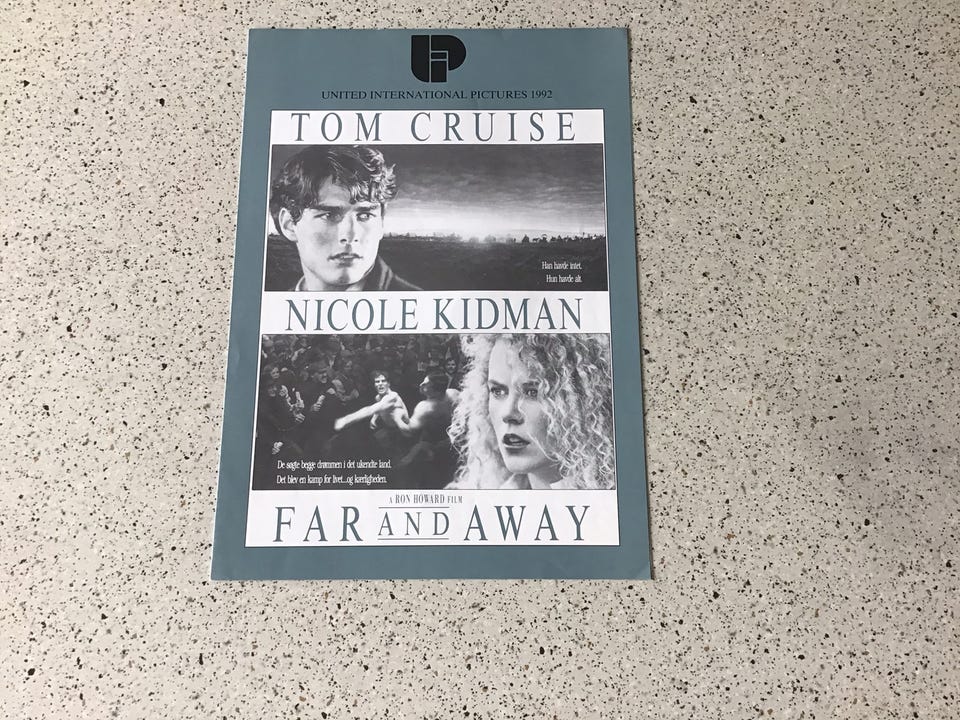 UIP
UNITED INTERNATIONAL PICTURES 1992
TOM CRUISE
Han havde intet.
Hun havde alt.
NICOLE KIDMAN
De søgte begge drømmen i det ukendte land.
Det blev en kamp for livet...og kærligheden.
A RON HOWARD FILM
FAR AND AWAY